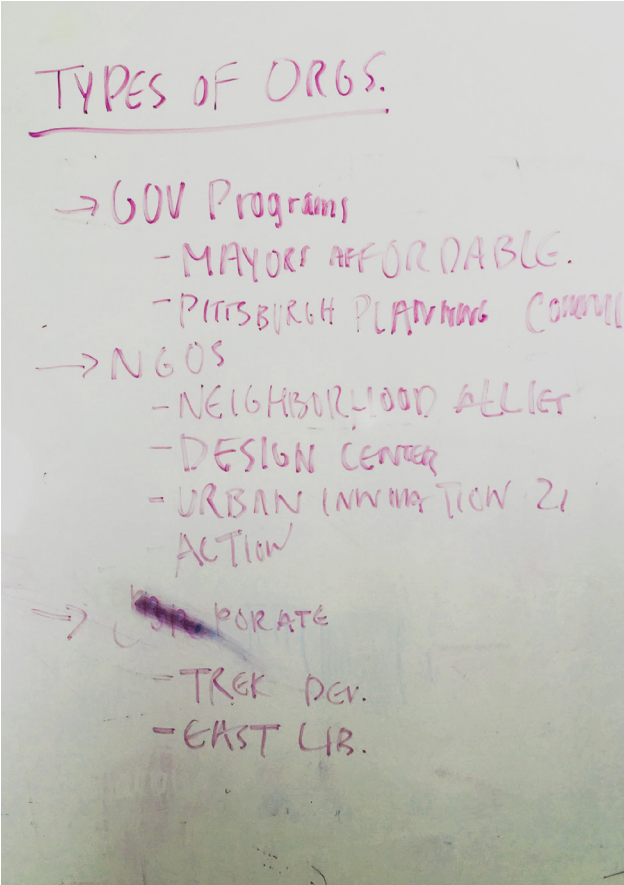 TYPES OF ORGS.
→ GOV Programs
- MAYORS AFFORDABLE.
- PITTSBURGH PLANNING
→ NGOS
- NEIGHBORHOOD ALLIES
- DESIGN CENTER
- URBAN INNOVATION 21
ACTION
→ CORPORATE
- TREK DEV.
- EAST LIB.